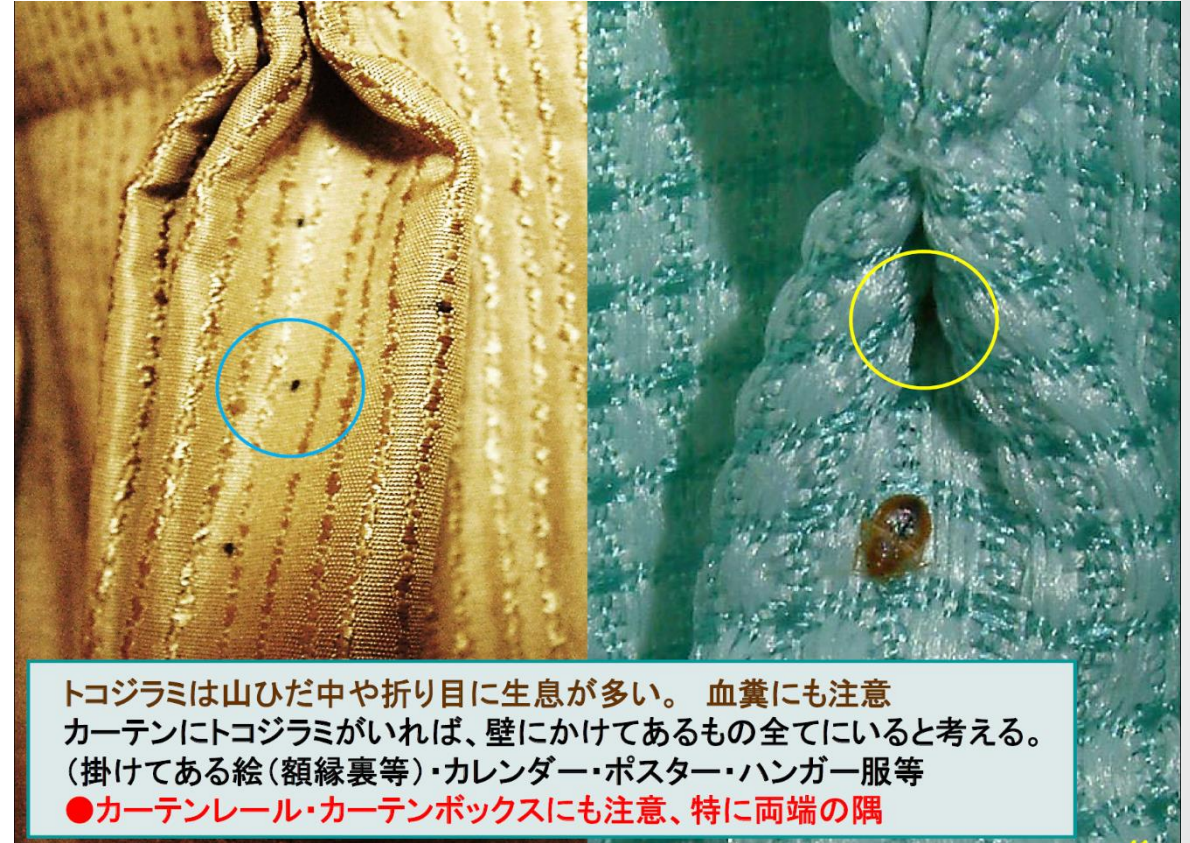 トコジラミは山ひだ中や折り目に生息が多い。 血糞にも注意
カーテンにトコジラミがいれば、壁にかけてあるもの全てにいると考える。
（掛けてある絵（額縁裏等）・カレンダー・ポスター・ハンガー服等
●カーテンレール・カーテンボックスにも注意、特に両端の隅